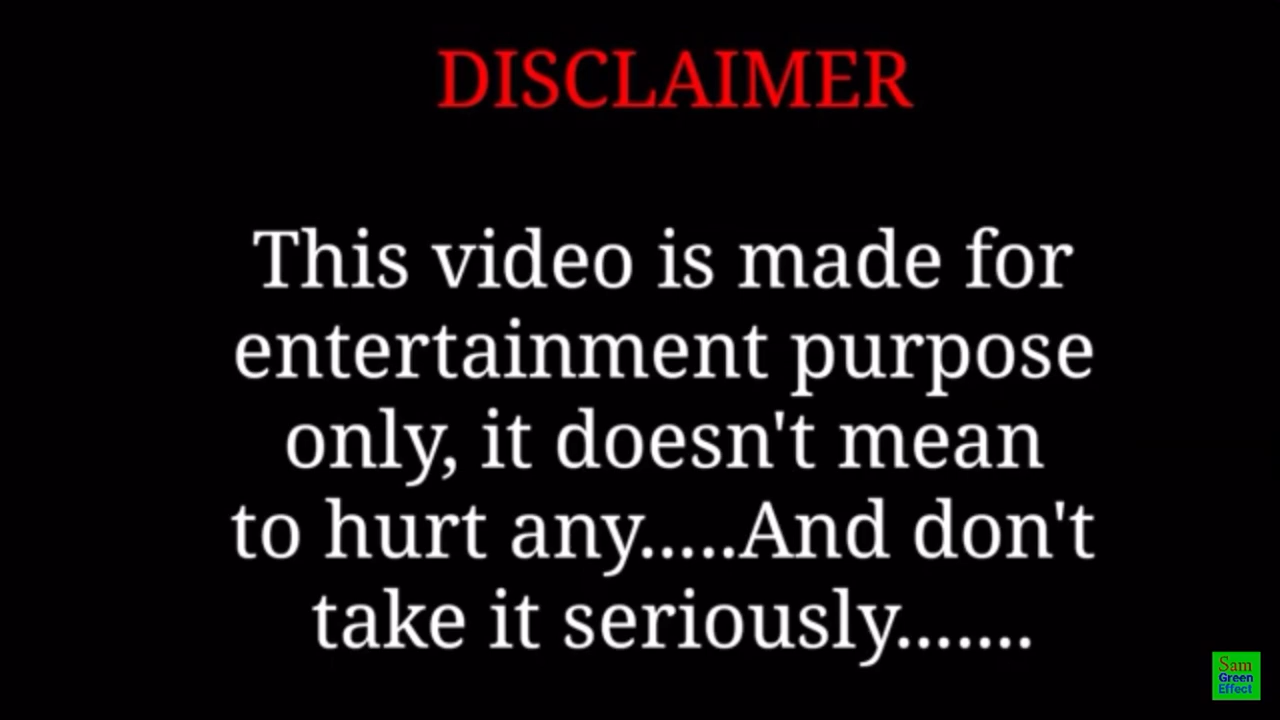 DISCLAIMER
This video is made for
entertainment purpose
only, it doesn't mean
to hurt any.....And don't
take it seriously.......
Sam
Green
Effect